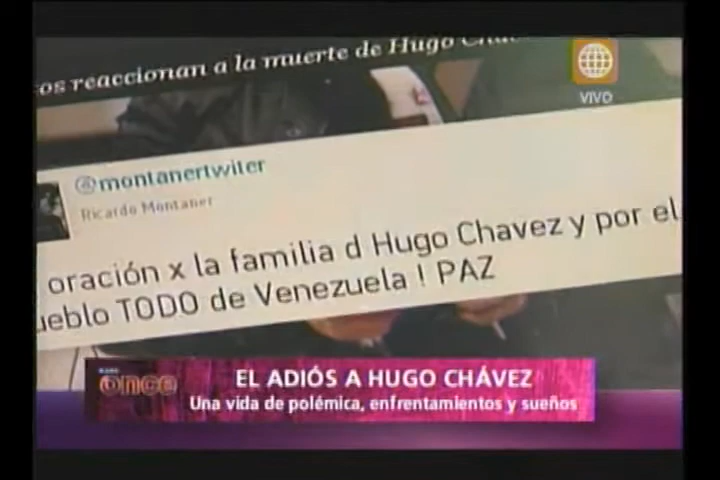 os reaccionan a la muerte de Hugo
VIVO
@montanertwiter
Ricardo Montaner
oración x la familia d Hugo Chavez y por el
ueblo TODO de Venezuela ! PAZ
once
EL ADIÓS A HUGO CHÁVEZ
Una vida de polémica, enfrentamientos y sueños